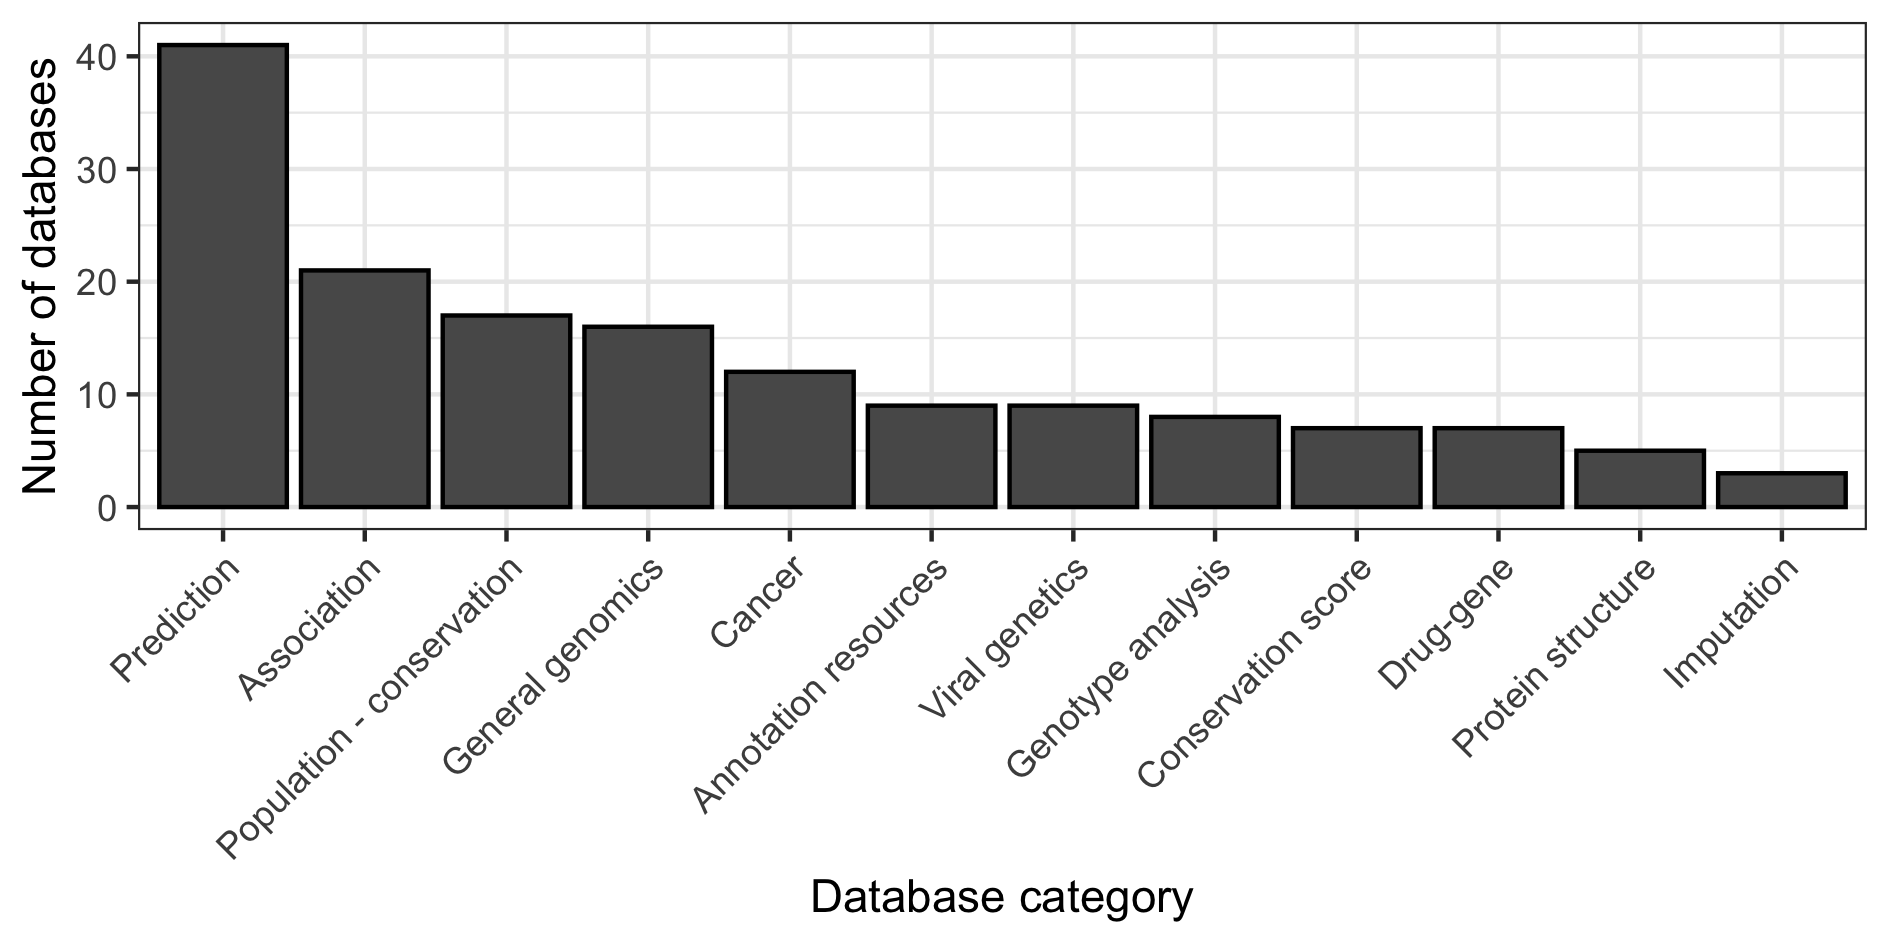 Number of databases
40
30
20
10
0
Prediction
Association
Population - conservation
General genomics
Cancer
Annotation resources
Viral genetics
Genotype analysis
Conservation score
Drug-gene
Protein structure
Imputation
Database category